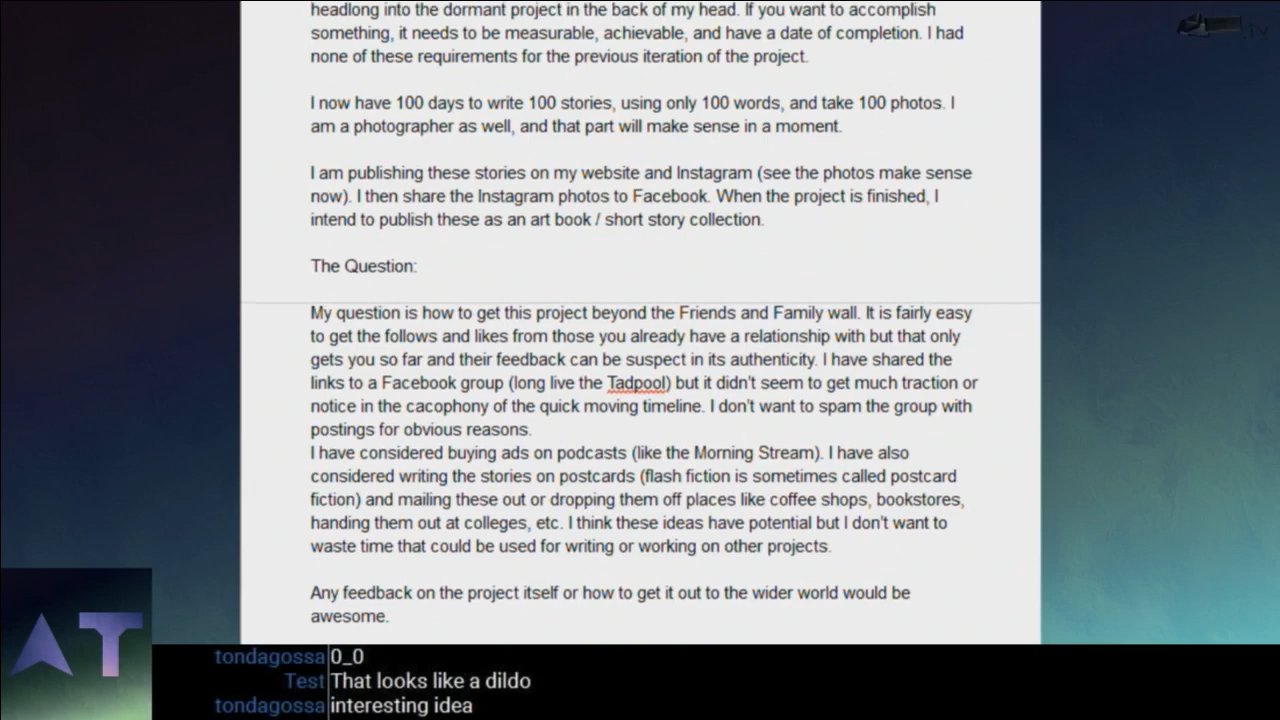 headlong into the dormant project in the back of my head. If you want to accomplish
something, it needs to be measurable, achievable, and have a date of completion. I had
none of these requirements for the previous iteration of the project.
I now have 100 days to write 100 stories, using only 100 words, and take 100 photos. I
am a photographer as well, and that part will make sense in a moment.
I am publishing these stories on my website and Instagram (see the photos make sense
now). I then share the Instagram photos to Facebook. When the project is finished, I
intend to publish these as an art book / short story collection.
The Question:
My question is how to get this project beyond the Friends and Family wall. It is fairly easy
to get the follows and likes from those you already have a relationship with but that only
gets you so far and their feedback can be suspect in its authenticity. I have shared the
links to a Facebook group (long live the Tadpool) but it didn't seem to get much traction or
notice in the cacophony of the quick moving timeline. I don't want to spam the group with
postings for obvious reasons.
I have considered buying ads on podcasts (like the Morning Stream). I have also
considered writing the stories on postcards (flash fiction is sometimes called postcard
fiction) and mailing these out or dropping them off places like coffee shops, bookstores,
handing them out at colleges, etc. I think these ideas have potential but I don't want to
waste time that could be used for writing or working on other projects.
Any feedback on the project itself or how to get it out to the wider world would be
awesome.
AT
tondagossa 0_0
Test That looks like a dildo
tondagossa interesting idea